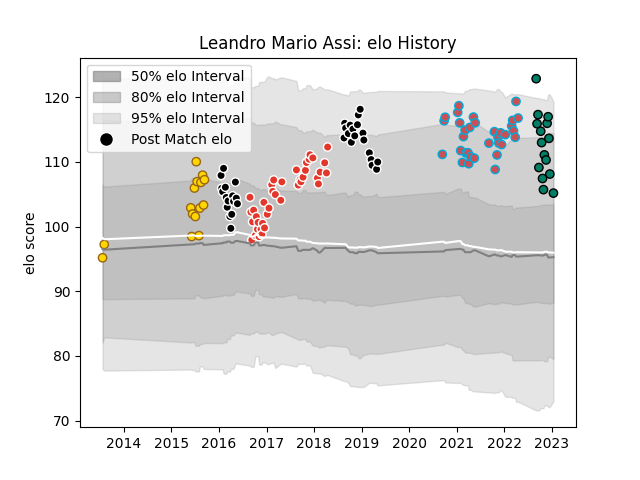 Leandro Mario Assi: elo History
50% elo Interval
80% elo Interval
95% elo Interval
Post Match elo
elo score
120
110
100
90
80
70
2014 2015 2016 2017 2018 2019 2020 2021 2022 2023